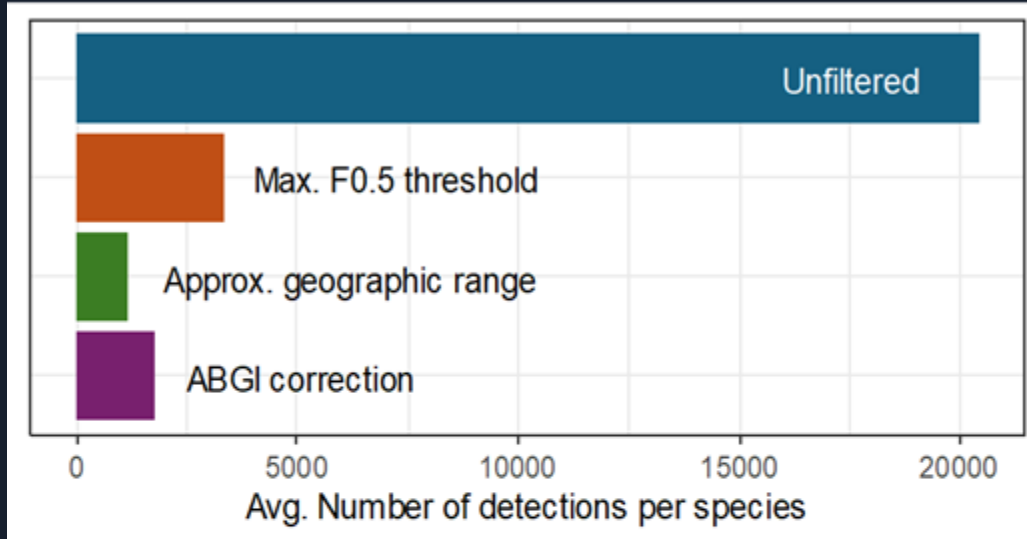 Unfiltered
Max. F0.5 threshold
Approx. geographic range
ABGI correction
0 5000 10000 15000 20000
Avg. Number of detections per species